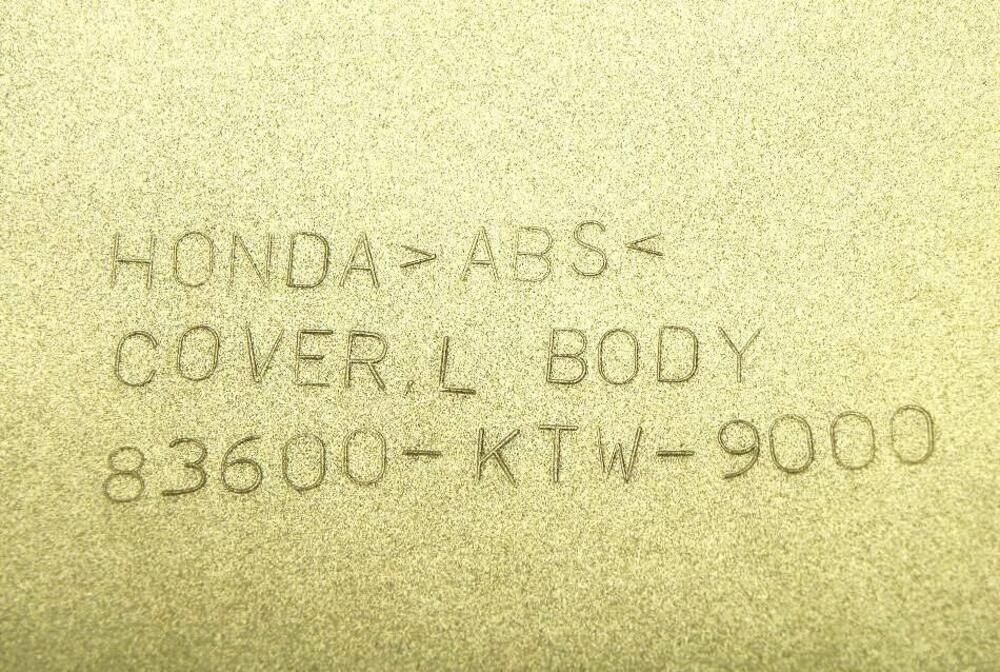 HONDA >ABS<
COVER,L BODY
83600-KTW-9000